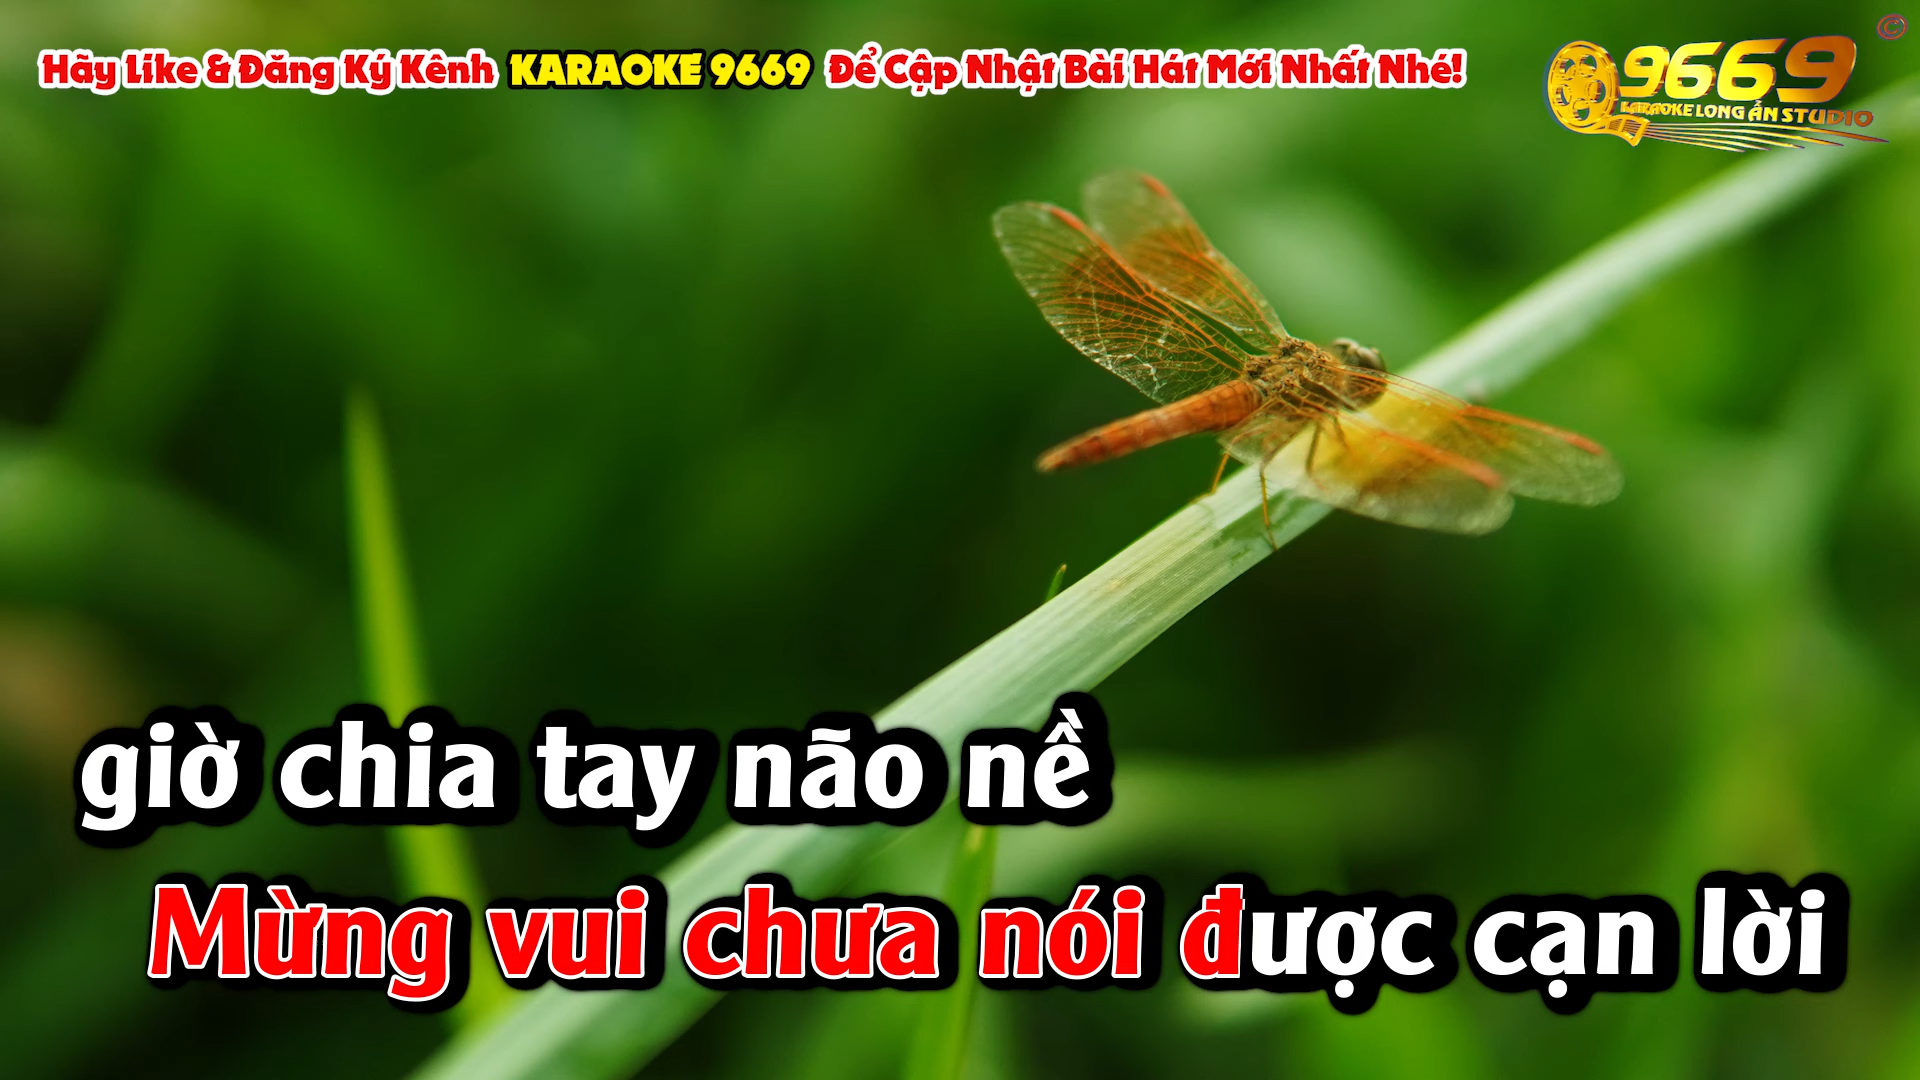 Hãy Like & Đăng Ký Kênh KARAOKE 9669 Để Cập Nhật Bài Hát Mới Nhất Nhé!
©
9669
KARAOKE LONG ẨN STUDIO
giờ chia tay não nề
Mừng vui chưa nói được cạn lời